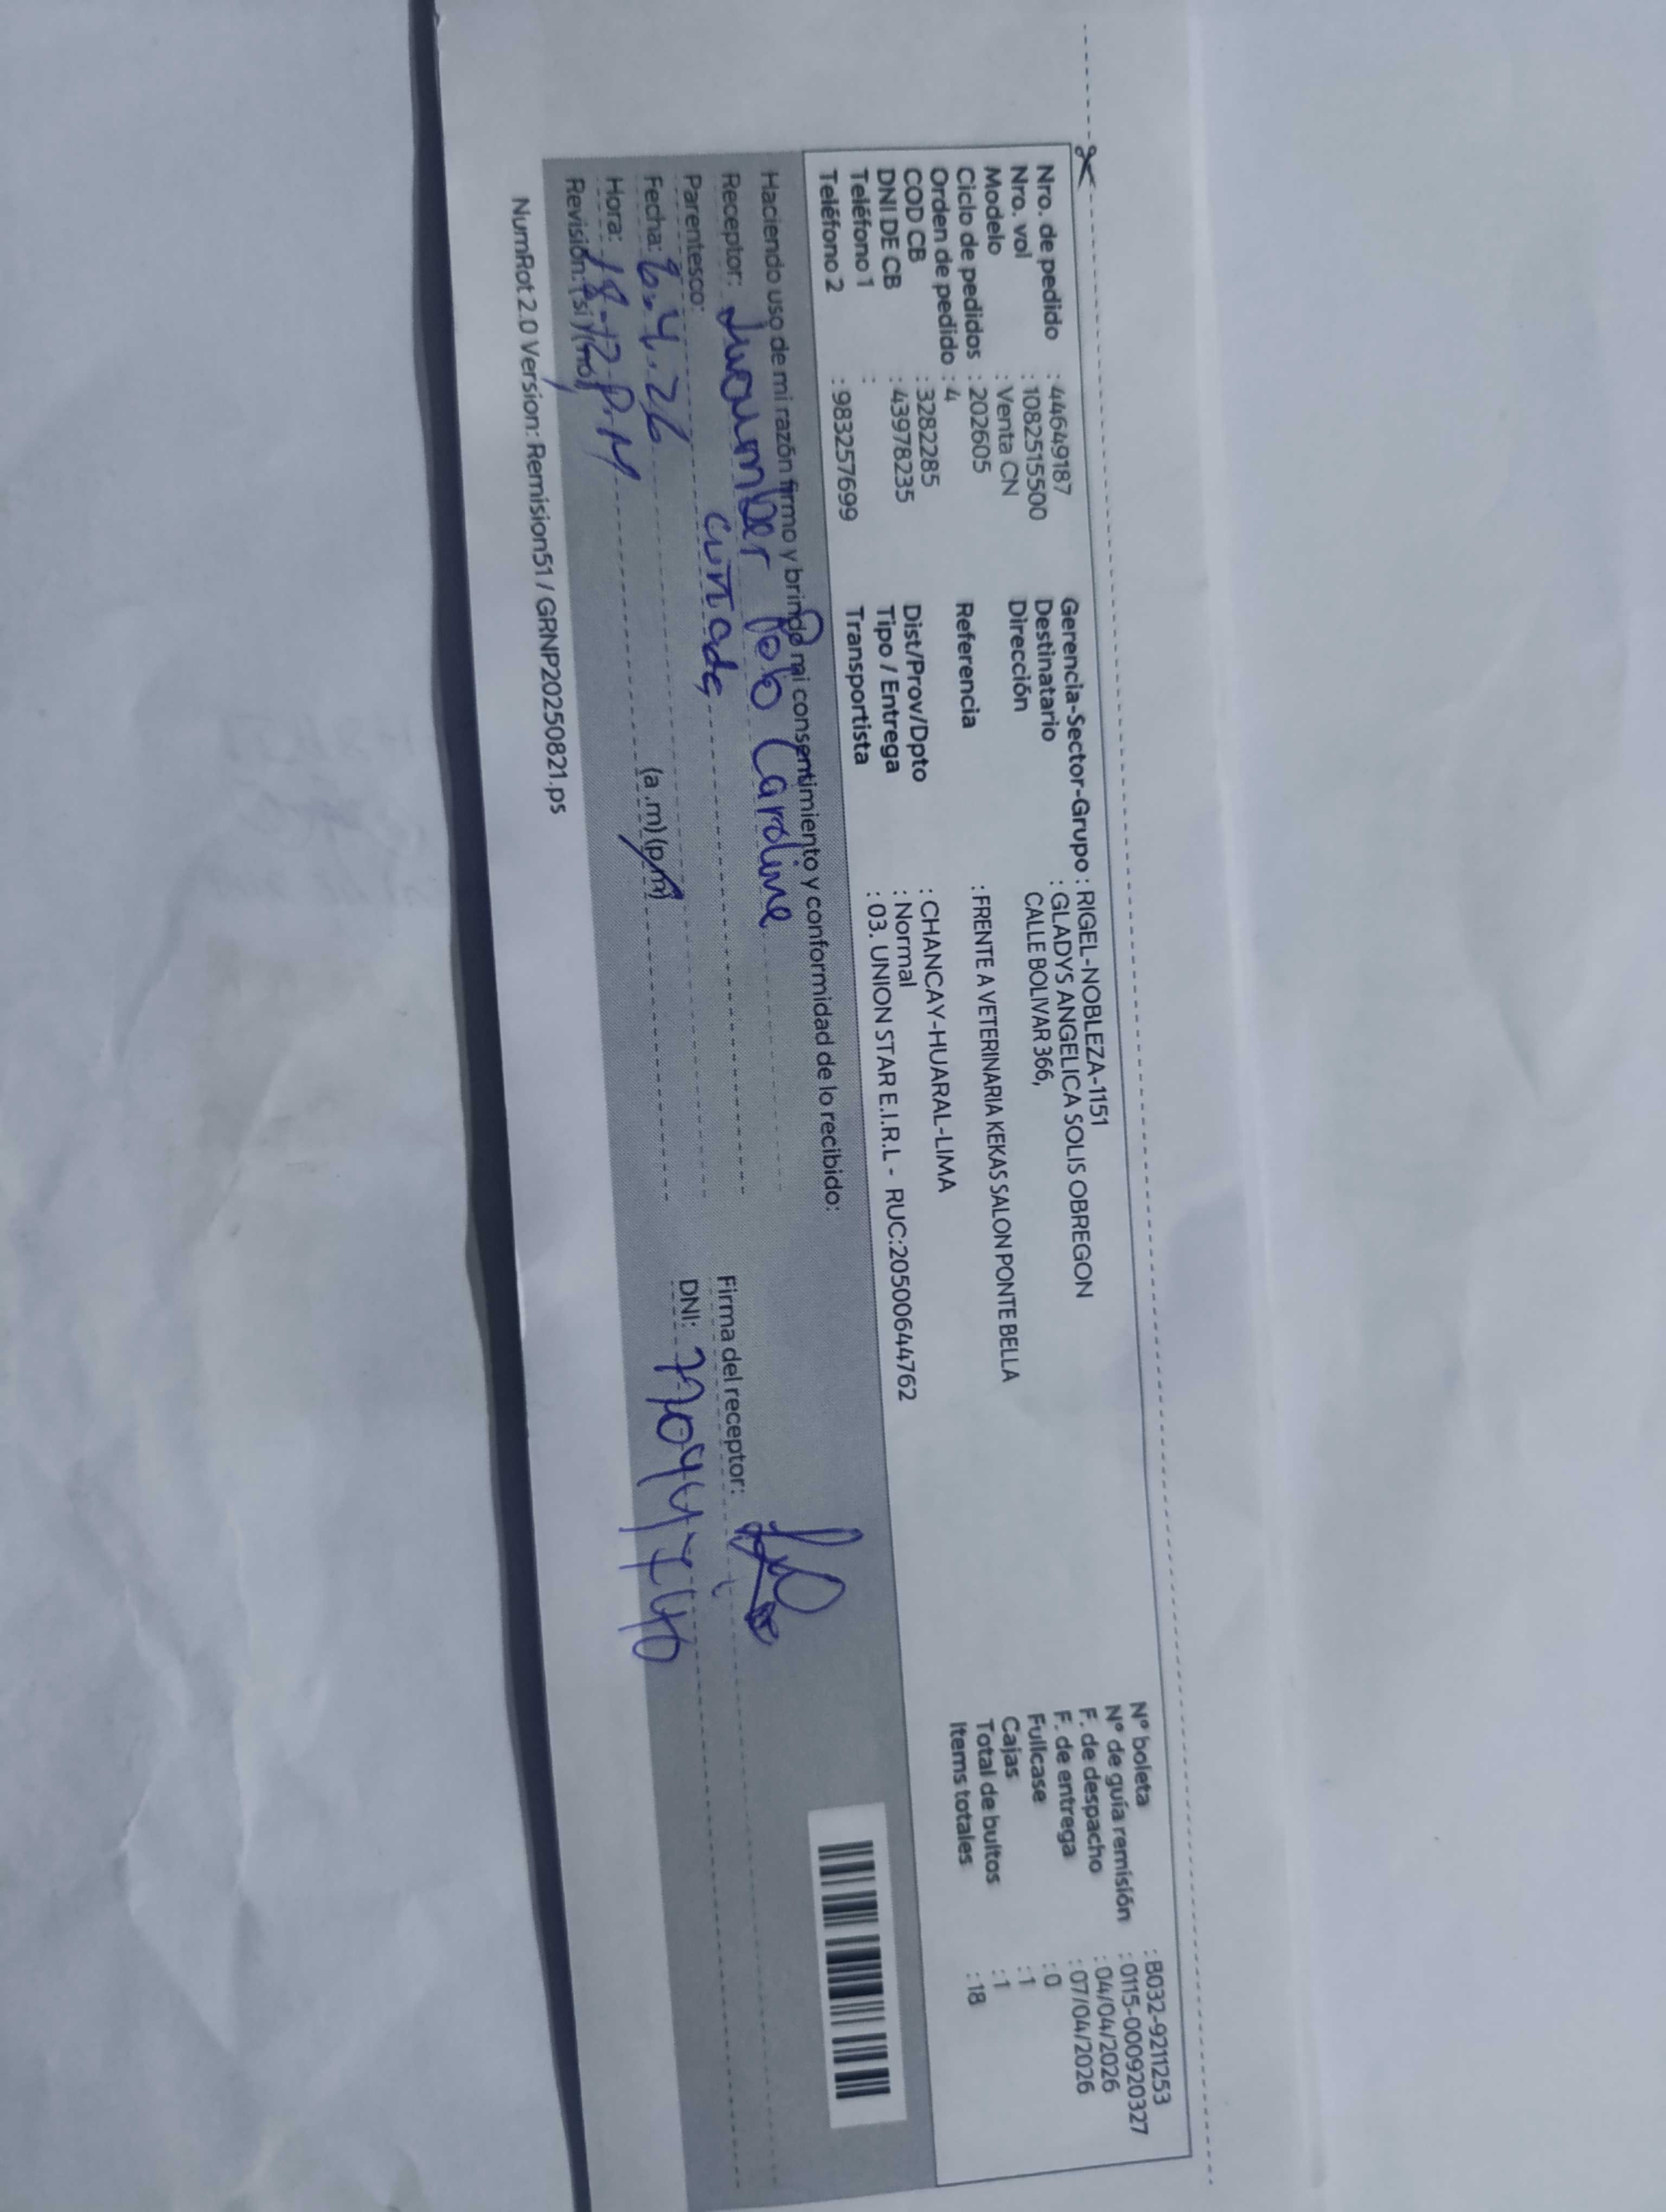 Nro. de pedido : 44649187
Nro. vol : 1082515500
Modelo : Venta CN
Ciclo de pedidos : 202605
Orden de pedido : 4
COD CB : 3282285
DNI DE CB : 43978235
Teléfono 1 :
Teléfono 2 : 983257699
Gerencia-Sector-Grupo : RIGEL-NOBLEZA-1151
Destinatario : GLADYS ANGELICA SOLIS OBREGON
Dirección CALLE BOLIVAR 366,
Referencia : FRENTE A VETERINARIA KEKAS SALON PONTE BELLA
Dist/Prov/Dpto : CHANCAY-HUARAL-LIMA
Tipo / Entrega : Normal
Transportista : 03. UNION STAR E.I.R.L - RUC:20500644762
N° boleta : B032-9211253
N° de guía remisión : 0115-000920327
F. de despacho : 04/04/2026
F. de entrega : 07/04/2026
Fullcase : 0
Cajas : 1
Total de bultos : 1
Items totales : 18
Haciendo uso de mi razón firmo y brindo mi consentimiento y conformidad de lo recibido:
Receptor: Polo Caroline
Parentesco: cuñada
Fecha: 6.4.26
Hora: P.M (a.m) (p.m)
Revisión: (si) (no)
Firma del receptor:
DNI:
NumRot 2.0 Version: Remision51 / GRNP20250821.ps